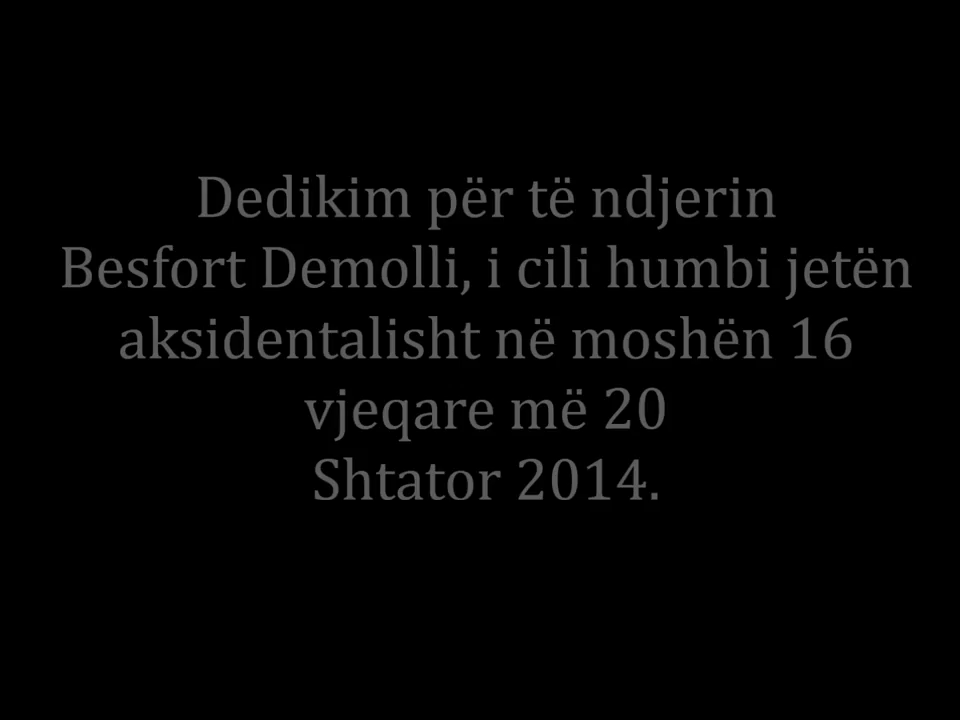 Dedikim për të ndjerin
Besfort Demolli, i cili humbi jetën
aksidentalisht në moshën 16
vjeqare më 20
Shtator 2014.